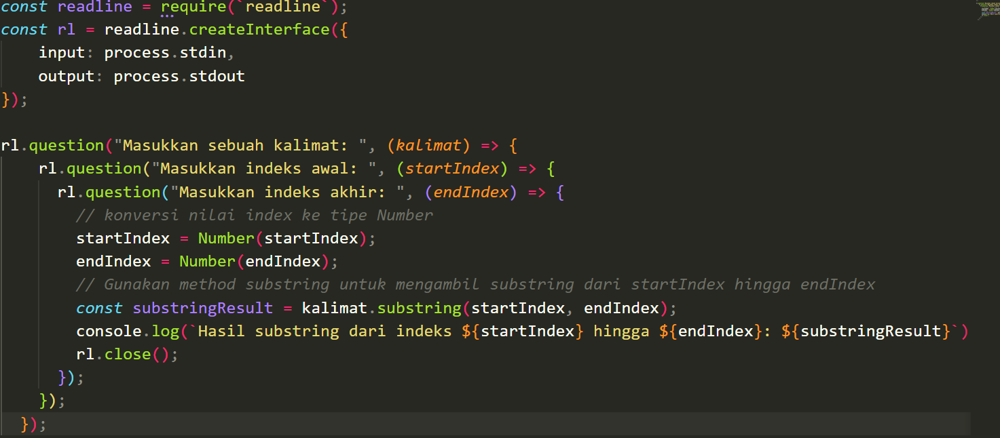 const readline = require(`readline`);
const rl = readline.createInterface({
    input: process.stdin,
    output: process.stdout
});

rl.question("Masukkan sebuah kalimat: ", (kalimat) => {
    rl.question("Masukkan indeks awal: ", (startIndex) => {
      rl.question("Masukkan indeks akhir: ", (endIndex) => {
        // konversi nilai index ke tipe Number
        startIndex = Number(startIndex);
        endIndex = Number(endIndex);
        // Gunakan method substring untuk mengambil substring dari startIndex hingga endIndex
        const substringResult = kalimat.substring(startIndex, endIndex);
        console.log(`Hasil substring dari indeks ${startIndex} hingga ${endIndex}: ${substringResult}`)
        rl.close();
      });
    });
  });